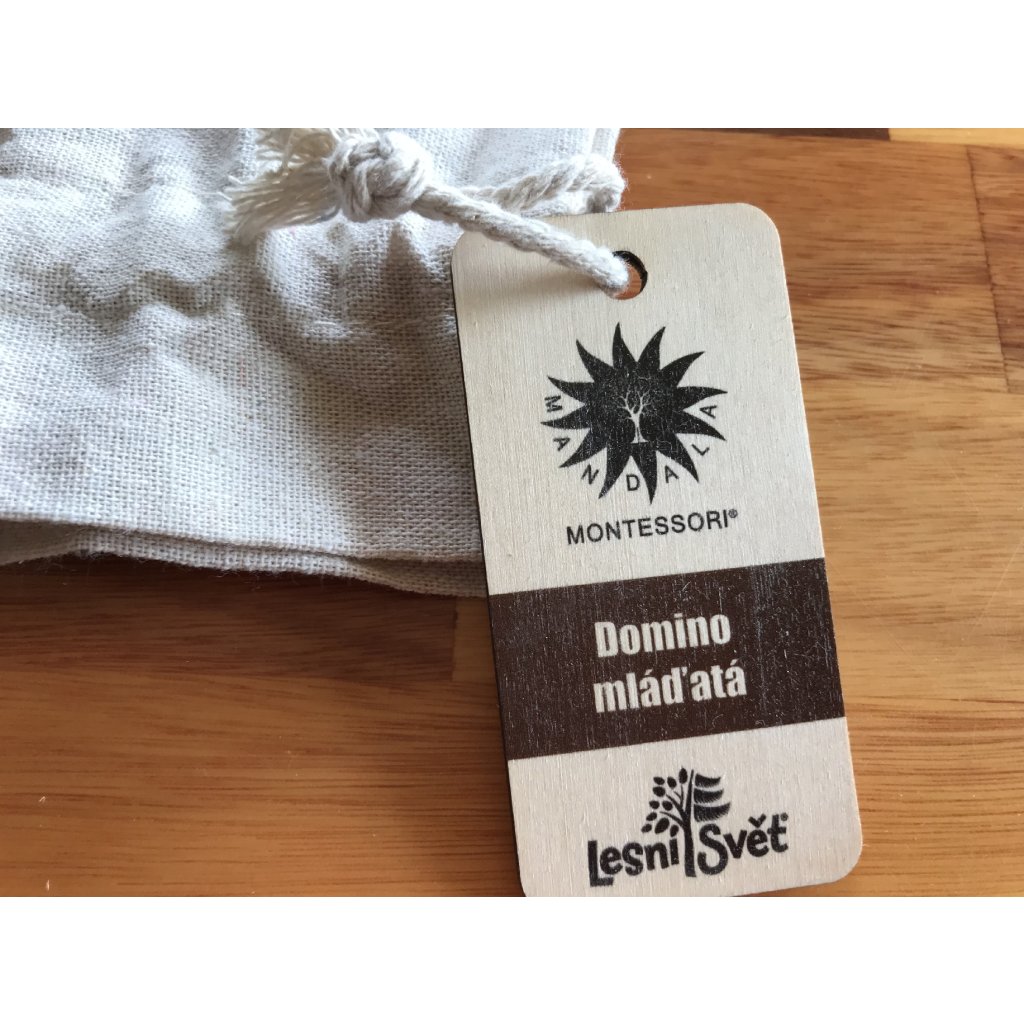 MANDALA
MONTESSORI®
Domino
mláďatá
Lesní Svět®